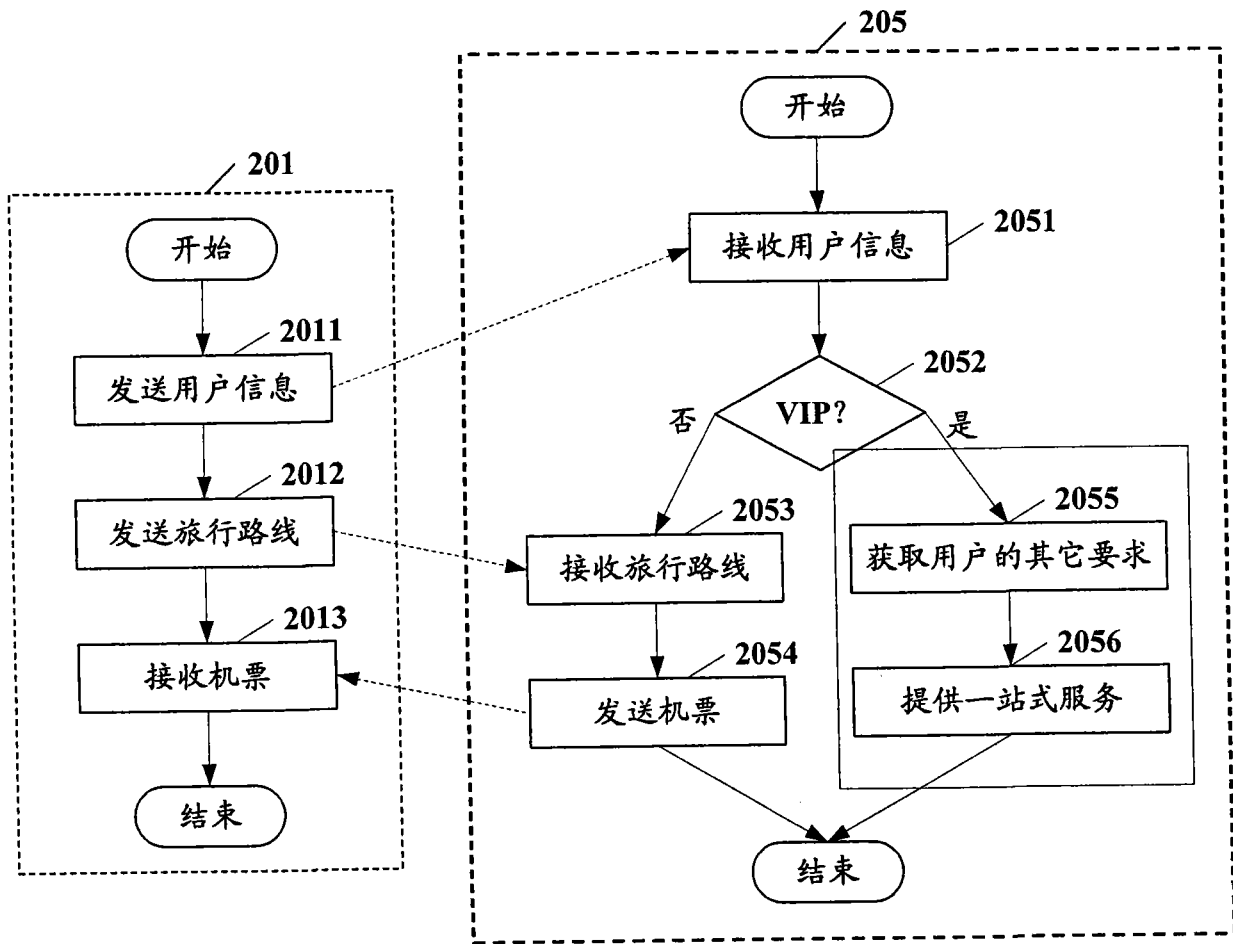 201
开始
2011
发送用户信息
2012
发送旅行路线
2013
接收机票
结束
205
开始
2051
接收用户信息
2052
VIP?
否
是
2053
接收旅行路线
2054
发送机票
2055
获取用户的其它要求
2056
提供一站式服务
结束